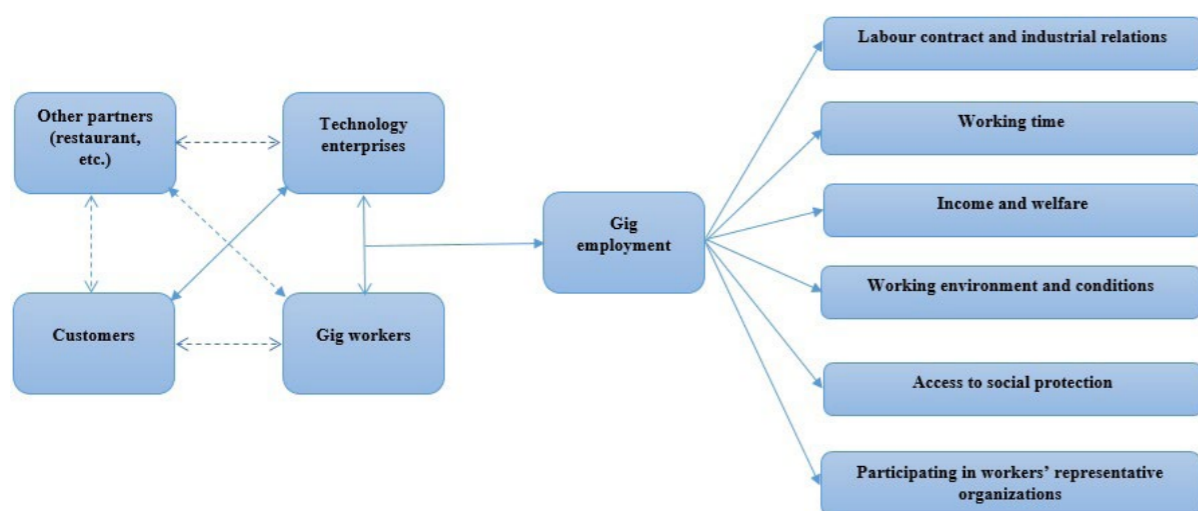 Other partners
(restaurant,
etc.)
Technology
enterprises
Customers
Gig workers
Gig
employment
Labour contract and industrial relations
Working time
Income and welfare
Working environment and conditions
Access to social protection
Participating in workers’ representative
organizations